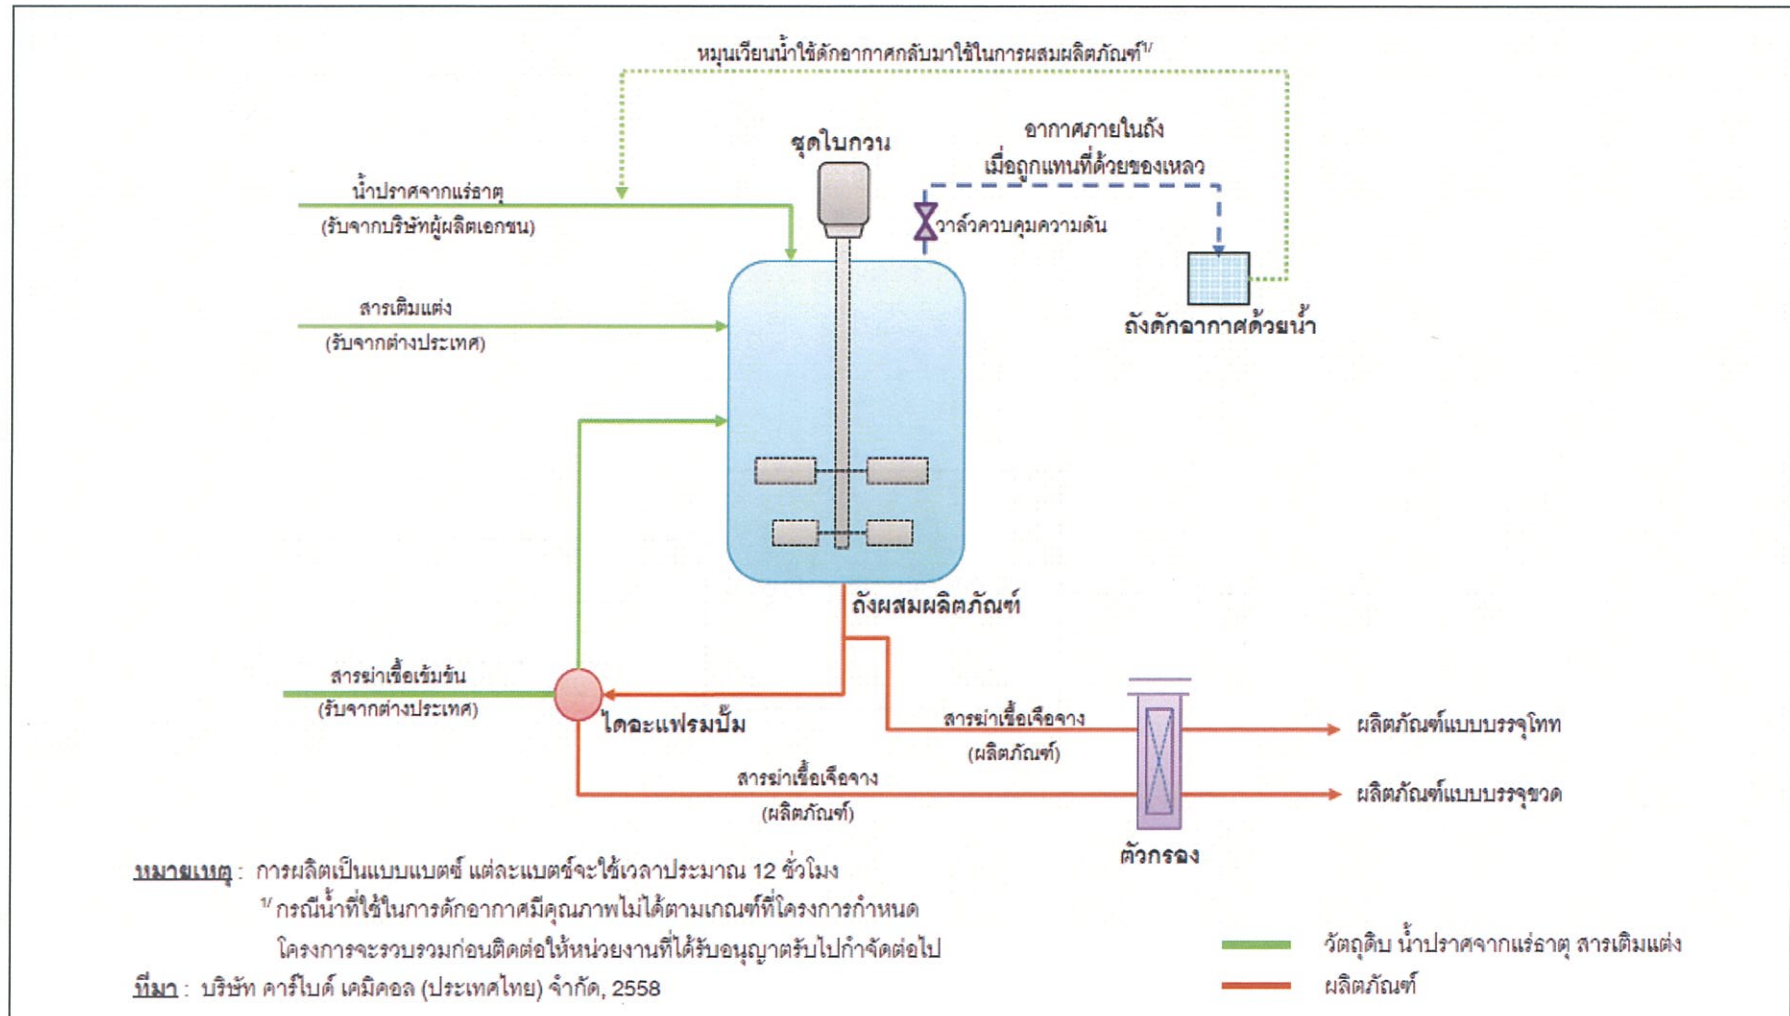 หมุนเวียนน้ำใช้ดักอากาศกลับมาใช้ในการผสมผลิตภัณฑ์1/
อากาศภายในถัง
เมื่อถูกแทนที่ด้วยของเหลว
ชุดใบกวน
น้ำปราศจากแร่ธาตุ
(รับจากบริษัทผู้ผลิตเอกชน)
วาล์วควบคุมความดัน
สารเติมแต่ง
(รับจากต่างประเทศ)
ถังดักอากาศด้วยน้ำ
ถังผสมผลิตภัณฑ์
สารฆ่าเชื้อเข้มข้น
(รับจากต่างประเทศ)
ไดอะแฟรมปั๊ม
สารฆ่าเชื้อเจือจาง
(ผลิตภัณฑ์)
ผลิตภัณฑ์แบบบรรจุโทท
สารฆ่าเชื้อเจือจาง
(ผลิตภัณฑ์)
ผลิตภัณฑ์แบบบรรจุขวด
ตัวกรอง
หมายเหตุ : การผลิตเป็นแบบแบตซ์ แต่ละแบตซ์จะใช้เวลาประมาณ 12 ชั่วโมง
1/ กรณีน้ำที่ใช้ในการดักอากาศมีคุณภาพไม่ได้ตามเกณฑ์ที่โครงการกำหนด
โครงการจะรวบรวมก่อนติดต่อให้หน่วยงานที่ได้รับอนุญาตรับไปกำจัดต่อไป
ที่มา : บริษัท คาร์ไบด์ เคมิคอล (ประเทศไทย) จำกัด, 2558
วัตถุดิบ น้ำปราศจากแร่ธาตุ สารเติมแต่ง
ผลิตภัณฑ์